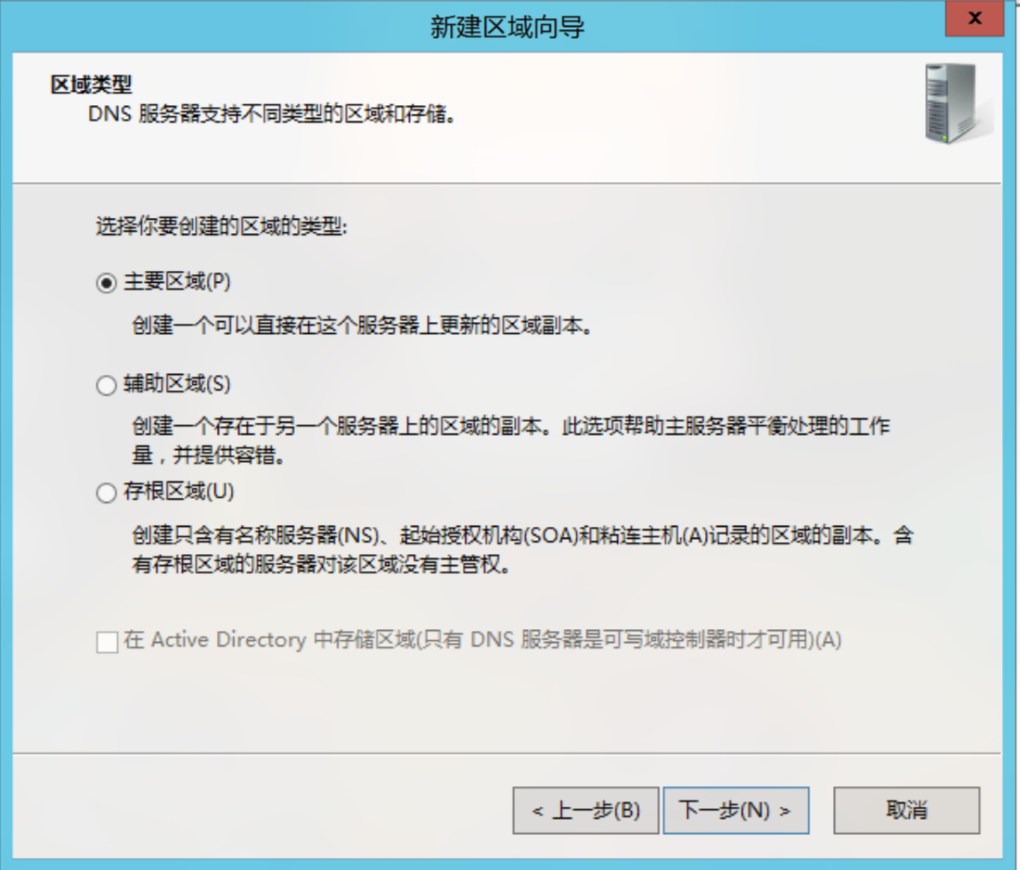 新建区域向导
x
区域类型
DNS 服务器支持不同类型的区域和存储。
选择你要创建的区域的类型:
主要区域(P)
创建一个可以直接在这个服务器上更新的区域副本。
辅助区域(S)
创建一个存在于另一个服务器上的区域的副本。此选项帮助主服务器平衡处理的工作
量，并提供容错。
存根区域(U)
创建只含有名称服务器(NS)、起始授权机构(SOA)和粘连主机(A)记录的区域的副本。含
有存根区域的服务器对该区域没有主管权。
在 Active Directory 中存储区域(只有 DNS 服务器是可写域控制器时才可用)(A)
< 上一步(B) 下一步(N) > 取消